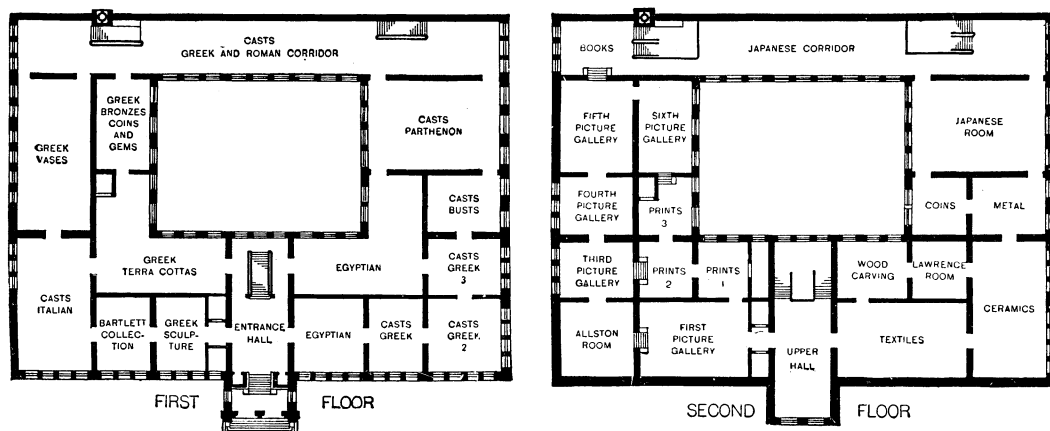 CASTS
GREEK AND ROMAN CORRIDOR
GREEK
BRONZES
COINS
AND
GEMS
CASTS
PARTHENON
GREEK
VASES
CASTS
BUSTS
GREEK
TERRA COTTAS
EGYPTIAN
CASTS
GREEK
3
CASTS
ITALIAN
BARTLETT
COLLEC-
TION
GREEK
SCULP-
TURE
ENTRANCE
HALL
EGYPTIAN
CASTS
GREEK
CASTS
GREEK
2
FIRST FLOOR
BOOKS
JAPANESE CORRIDOR
FIFTH
PICTURE
GALLERY
SIXTH
PICTURE
GALLERY
JAPANESE
ROOM
FOURTH
PICTURE
GALLERY
PRINTS
3
COINS
METAL
THIRD
PICTURE
GALLERY
PRINTS
2
PRINTS
1
WOOD
CARVING
LAWRENCE
ROOM
CERAMICS
ALLSTON
ROOM
FIRST
PICTURE
GALLERY
UPPER
HALL
TEXTILES
SECOND FLOOR